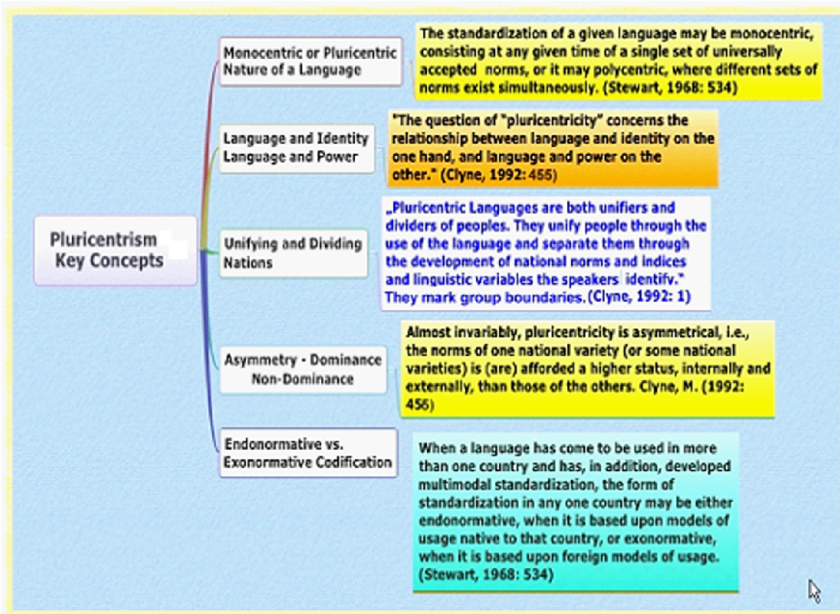 Pluricentrism
Key Concepts
Monocentric or Pluricentric
Nature of a Language
The standardization of a given language may be monocentric,
consisting at any given time of a single set of universally
accepted norms, or it may polycentric, where different sets of
norms exist simultaneously. (Stewart, 1968: 534)
Language and Identity
Language and Power
"The question of "pluricentricity" concerns the
relationship between language and identity on the
one hand, and language and power on the
other." (Clyne, 1992: 455)
Unifying and Dividing
Nations
„Pluricentric Languages are both unifiers and
dividers of peoples. They unify people through the
use of the language and separate them through
the development of national norms and indices
and linguistic variables the speakers identify."
They mark group boundaries. (Clyne, 1992: 1)
Asymmetry - Dominance
Non-Dominance
Almost invariably, pluricentricity is asymmetrical, i.e.,
the norms of one national variety (or some national
varieties) is (are) afforded a higher status, internally and
externally, than those of the others. Clyne, M. (1992:
455)
Endonormative vs.
Exonormative Codification
When a language has come to be used in more
than one country and has, in addition, developed
multimodal standardization, the form of
standardization in any one country may be either
endonormative, when it is based upon models of
usage native to that country, or exonormative,
when it is based upon foreign models of usage.
(Stewart, 1968: 534)